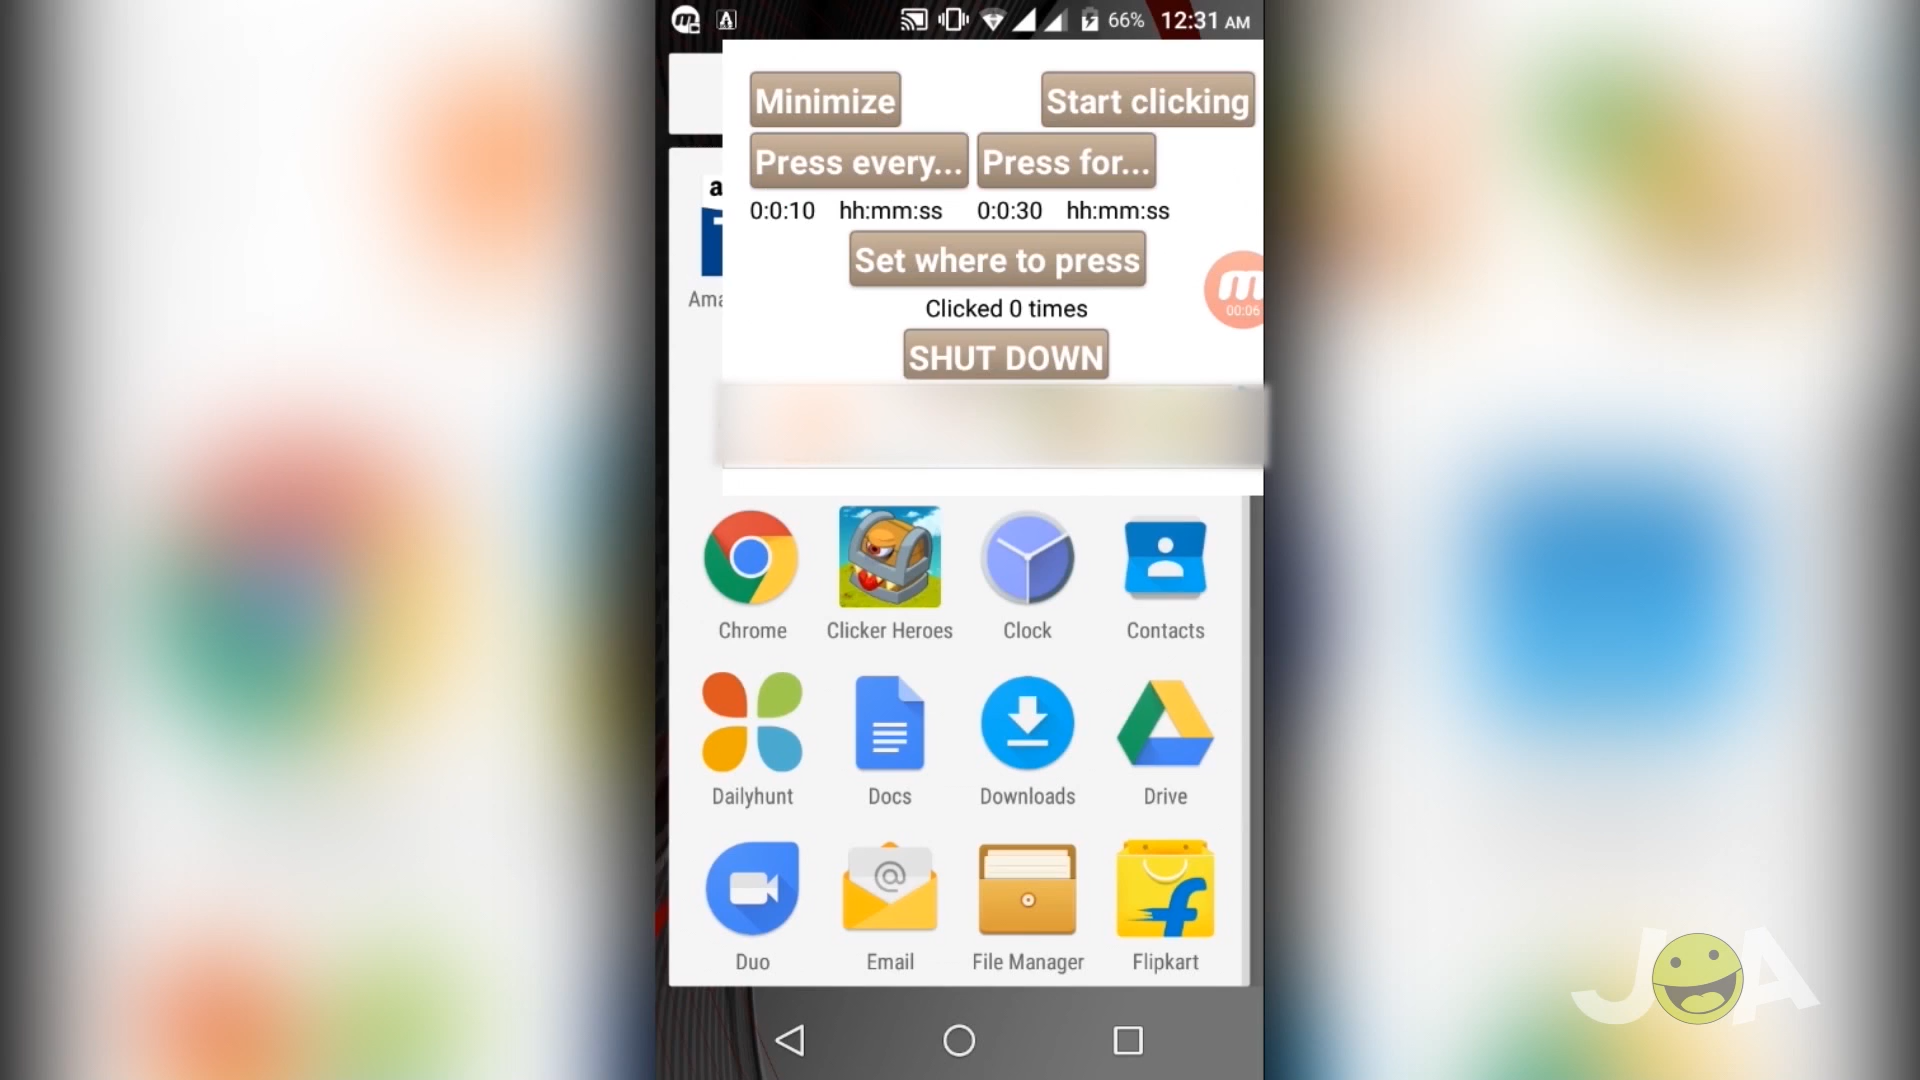 66% 12:31 AM
Minimize Start clicking
Press every... Press for...
0:0:10 hh:mm:ss 0:0:30 hh:mm:ss
Set where to press
Clicked 0 times
00:06
SHUT DOWN
a
Ama
Chrome Clicker Heroes Clock Contacts
Dailyhunt Docs Downloads Drive
Duo Email File Manager Flipkart
JOA